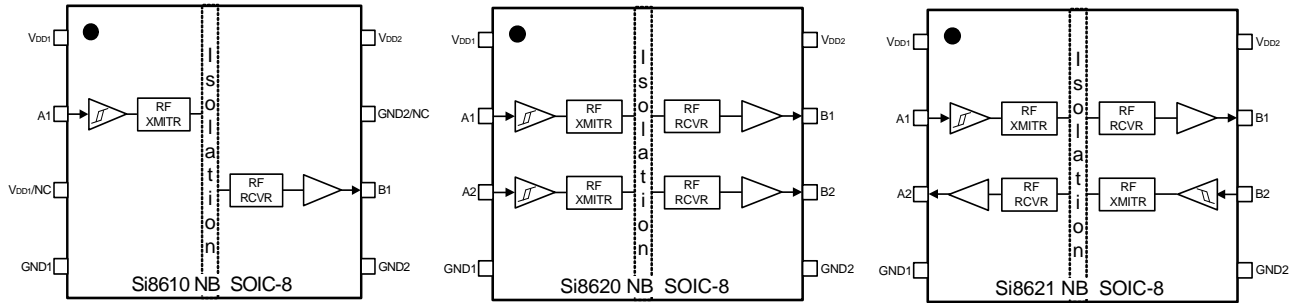 VDD1
VDD2
A1
RF
XMITR
GND2/NC
VDD1/NC
RF
RCVR
B1
GND1
GND2
Isolation
Si8610 NB SOIC-8
VDD1
VDD2
A1
RF
XMITR
RF
RCVR
B1
A2
RF
XMITR
RF
RCVR
B2
GND1
GND2
Isolation
Si8620 NB SOIC-8
VDD1
VDD2
A1
RF
XMITR
RF
RCVR
B1
A2
RF
RCVR
RF
XMITR
B2
GND1
GND2
Isolation
Si8621 NB SOIC-8